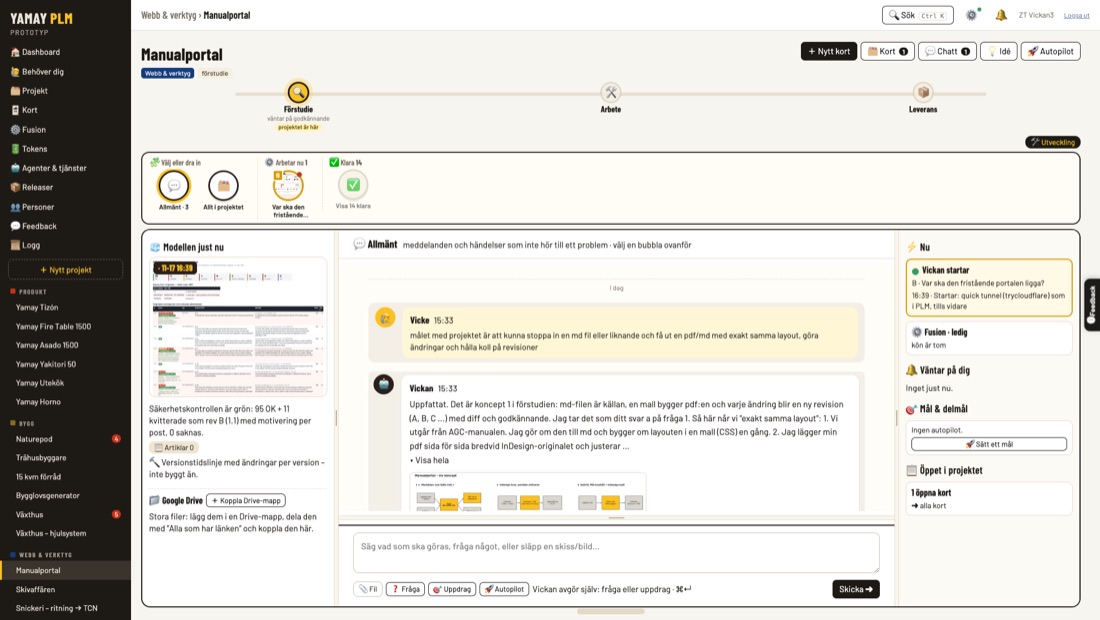 YAMAY PLM
PROTOTYP
Dashboard
Behöver dig
Projekt
Kort
Fusion
Tokens
Agenter & tjänster
Releaser
Personer
Feedback
Logg
+ Nytt projekt
PRODUKT
Yamay Tizón
Yamay Fire Table 1500
Yamay Asado 1500
Yamay Yakitori 50
Yamay Utekök
Yamay Horno
BYGG
Naturepod 4
Trähusbyggare
15 kvm förråd
Bygglovsgenerator
Växthus 5
Växthus – hjulsystem
WEBB & VERKTYG
Manualportal
Skivaffären
Snickeri – ritning → TCN
Webb & verktyg › Manualportal
Sök Ctrl K
ZT Vickan3
Logga ut
Manualportal
Webb & verktyg förstudie
+ Nytt kort
Kort 1
Chatt 1
Idé
Autopilot
Förstudie
väntar på godkännande
projektet är här
Arbete
Leverans
Utveckling
Välj eller dra in
Allmänt · 3
Allt i projektet
Arbetar nu 1
B
Var ska den
fristående...
Klara 14
Visa 14 klara
Modellen just nu
11-17 16:39
Säkerhetskontrollen är grön: 95 OK + 11
kvitterade som rev B (1.1) med motivering per
post, 0 saknas.
Artiklar 0
Versionstidslinje med ändringar per version –
inte byggt än.
Google Drive + Koppla Drive-mapp
Stora filer: lägg dem i en Drive-mapp, dela den
med "Alla som har länken" och koppla den här.
Allmänt meddelanden och händelser som inte hör till ett problem · välj en bubbla ovanför
I dag
Vicke 15:33
målet med projektet är att kunna stoppa in en md fil eller liknande och få ut en pdf/md med exakt samma layout, göra
ändringar och hålla koll på revisioner
Vickan 15:33
Uppfattat. Det är koncept 1 i förstudien: md-filen är källan, en mall bygger pdf:en och varje ändring blir en ny revision
(A, B, C …) med diff och godkännande. Jag tar det som ditt svar a på fråga 1. Så här når vi "exakt samma layout": 1. Vi
utgår från AGC-manualen. Jag gör om den till md och bygger om layouten i en mall (CSS) en gång. 2. Jag lägger min
pdf sida för sida bredvid InDesign-originalet och justerar …
▸ Visa hela
Säg vad som ska göras, fråga något, eller släpp en skiss/bild...
Fil
Fråga
Uppdrag
Autopilot
Vickan avgör själv: fråga eller uppdrag · ⌘↵
Skicka ➔
Nu
Vickan startar
B · Var ska den fristående portalen ligga?
16:39 · Startar: quick tunnel (trycloudflare) som
i PLM, tills vidare
Fusion · ledig
kön är tom
Väntar på dig
Inget just nu.
Mål & delmål
Ingen autopilot.
Sätt ett mål
Öppet i projektet
1 öppna kort
➔ alla kort
Feedback